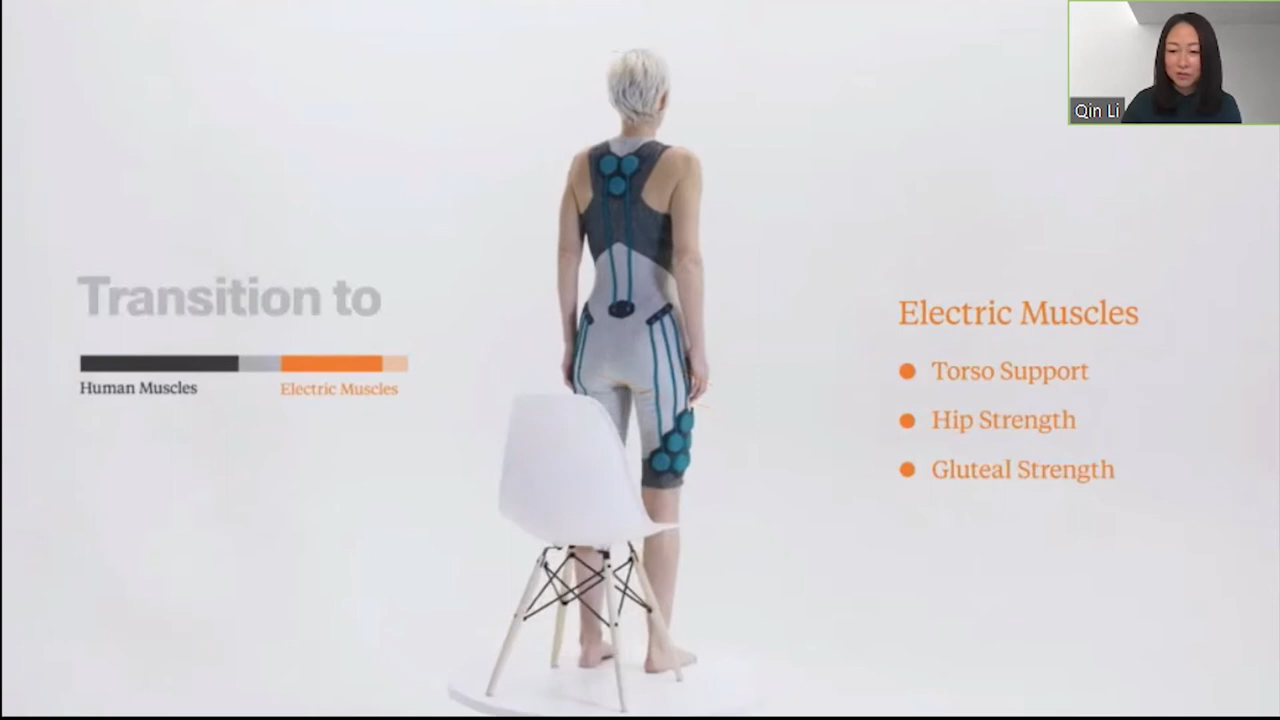 Qin Li
Transition to
Human Muscles
Electric Muscles
Electric Muscles
Torso Support
Hip Strength
Gluteal Strength